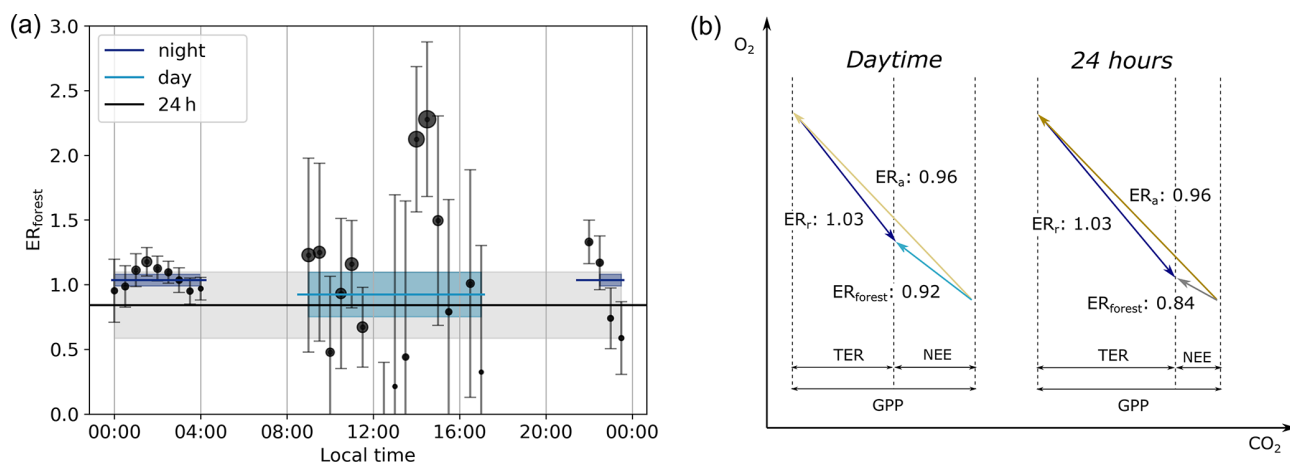 (a)
3.0
2.5
2.0
1.5
1.0
0.5
0.0
ER_forest
night
day
24 h
00:00 04:00 08:00 12:00 16:00 20:00 00:00
Local time
(b)
O₂
Daytime
24 hours
ERₐ: 0.96
ERᵣ: 1.03
ER_forest: 0.92
TER
NEE
GPP
ERₐ: 0.96
ERᵣ: 1.03
ER_forest: 0.84
TER
NEE
GPP
CO₂